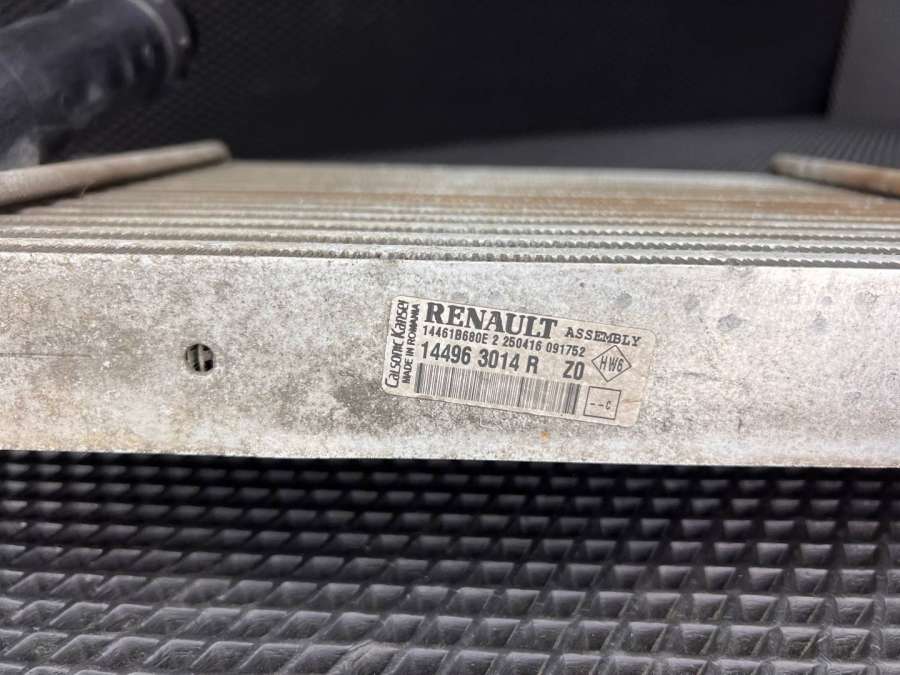 Calsonic Kansei
MADE IN ROMANIA
RENAULT ASSEMBLY
14461B680E 2 250416 091752
14496 3014 R Z0
HW6
--C